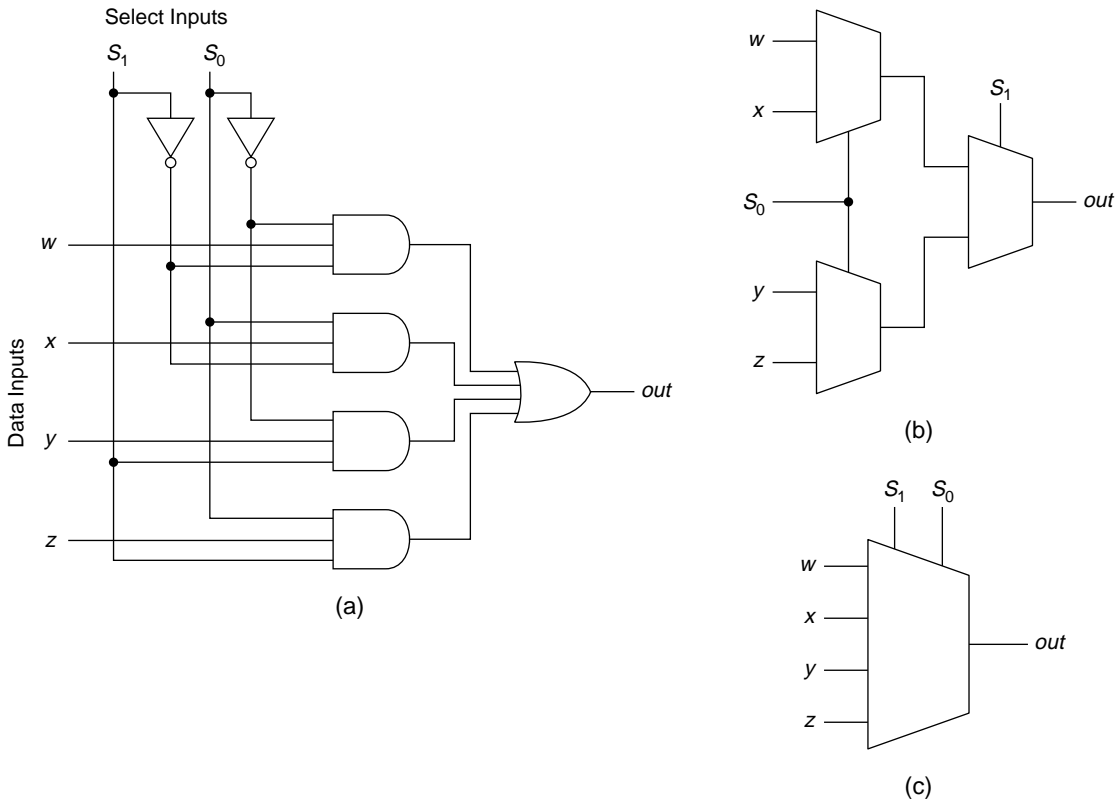 Select Inputs
S1 S0
Data Inputs
w
x
y
z
out
(a)
w
x
S0
y
z
S1
out
(b)
S1 S0
w
x
y
z
out
(c)